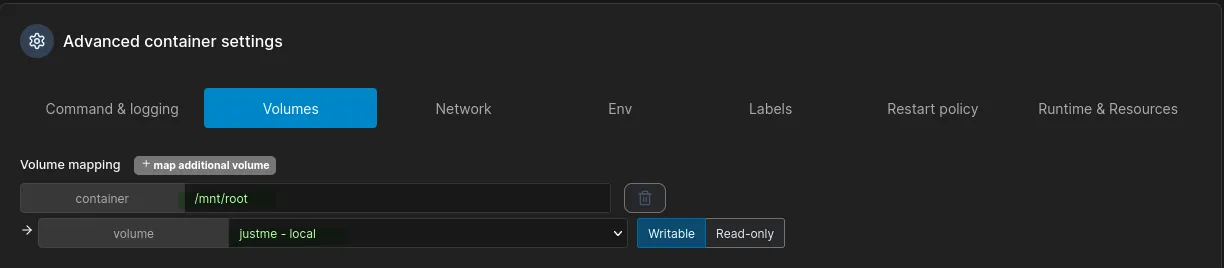 Advanced container settings
Command & logging Volumes Network Env Labels Restart policy Runtime & Resources
Volume mapping + map additional volume
container /mnt/root
→ volume justme - local Writable Read-only